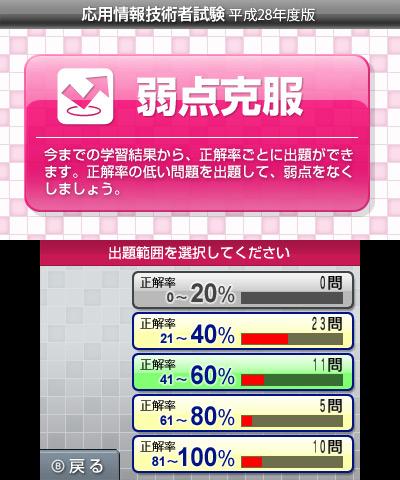 応用情報技術者試験 平成28年度版
弱点克服
今までの学習結果から、正解率ごとに出題ができ
ます。正解率の低い問題を出題して、弱点をなく
しましょう。
出題範囲を選択してください
正解率 0問
0～20%
正解率 23問
21～40%
正解率 11問
41～60%
正解率 5問
61～80%
正解率 10問
81～100%
Ⓑ戻る